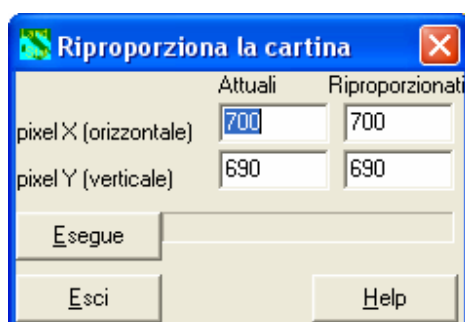 Riproporziona la cartina
Attuali Riproporzionati
pixel X (orizzontale) 700 700
pixel Y (verticale) 690 690
Esegue
Esci Help